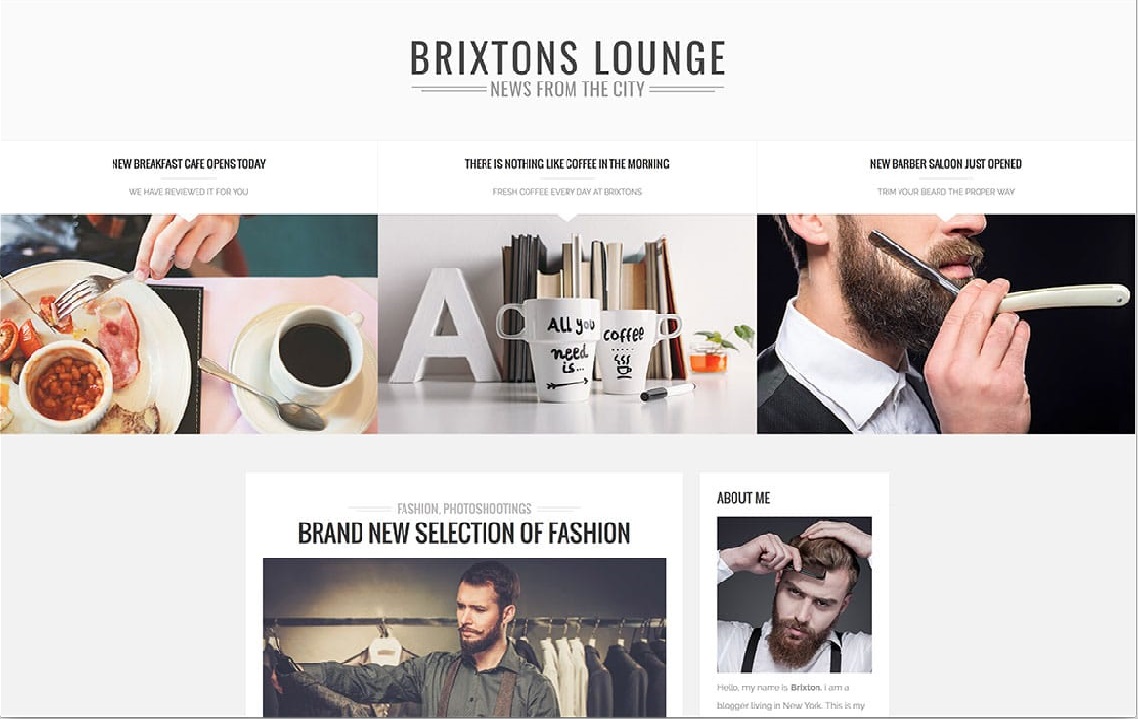 BRIXTONS LOUNGE
NEWS FROM THE CITY
NEW BREAKFAST CAFE OPENS TODAY
WE HAVE REVIEWED IT FOR YOU
THERE IS NOTHING LIKE COFFEE IN THE MORNING
FRESH COFFEE EVERY DAY AT BRIXTONS
NEW BARBER SALOON JUST OPENED
TRIM YOUR BEARD THE PROPER WAY
A
All you
need
is...
coffee
FASHION, PHOTOSHOOTINGS
BRAND NEW SELECTION OF FASHION
ABOUT ME
Hello, my name is Brixton. I am a
blogger living in New York. This is my